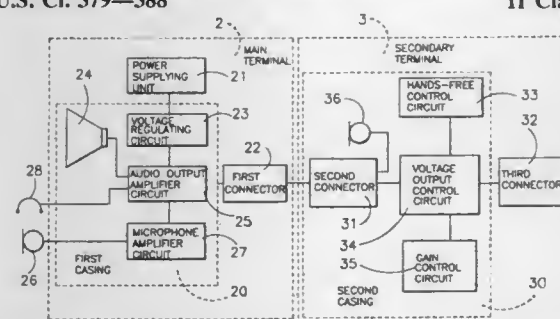 U.S. Cl. 379—388
11 Cl
2
MAIN
TERMINAL
3
SECONDARY
TERMINAL
24
POWER
SUPPLYING
UNIT
21
VOLTAGE
REGULATING
CIRCUIT
23
22
36
HANDS-FREE
CONTROL
CIRCUIT
33
32
28
AUDIO OUTPUT
AMPLIFIER
CIRCUIT
25
FIRST
CONNECTOR
SECOND
CONNECTOR
31
VOLTAGE
OUTPUT
CONTROL
CIRCUIT
34
THIRD
CONNECTOR
26
MICROPHONE
AMPLIFIER
CIRCUIT
27
FIRST
CASING
20
GAIN
CONTROL
CIRCUIT
35
SECOND
CASING
30